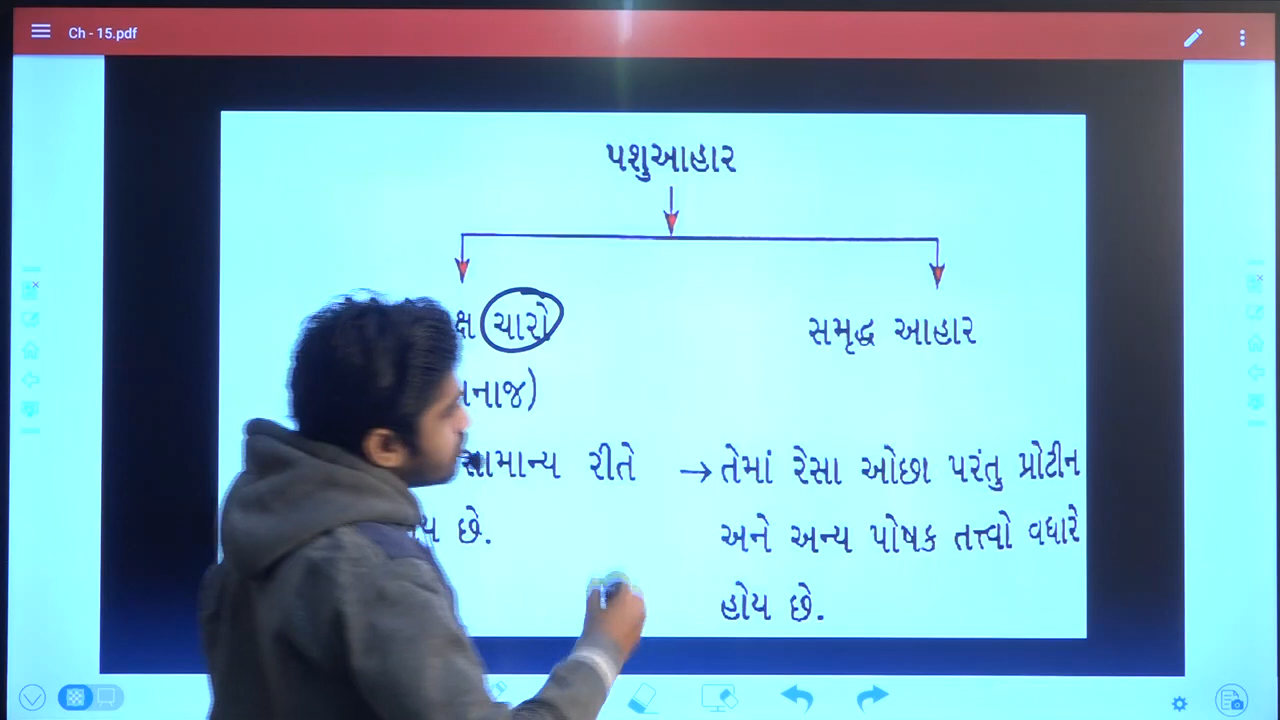 Ch - 15.pdf
પશુઆહાર
ચારો
સમૃદ્ધ આહાર
સામાન્ય રીતે
→ તેમાં રેસા ઓછા પરંતુ પ્રોટીન
છે.
અને અન્ય પોષક તત્ત્વો વધારે
હોય છે.